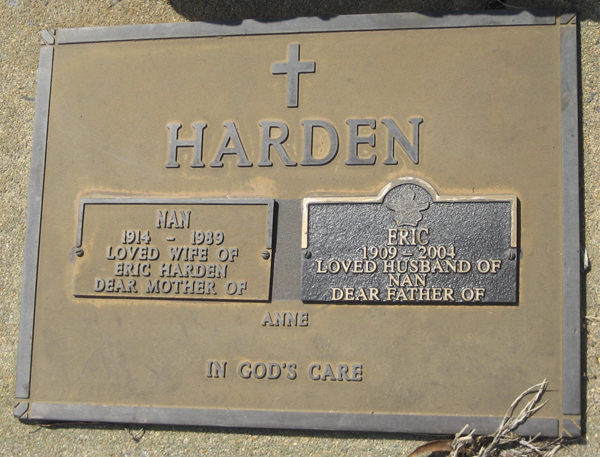 HARDEN
NAN
1914 - 1989
LOVED WIFE OF
ERIC HARDEN
DEAR MOTHER OF
ERIC
1909 - 2004
LOVED HUSBAND OF
NAN
DEAR FATHER OF
ANNE
IN GOD'S CARE